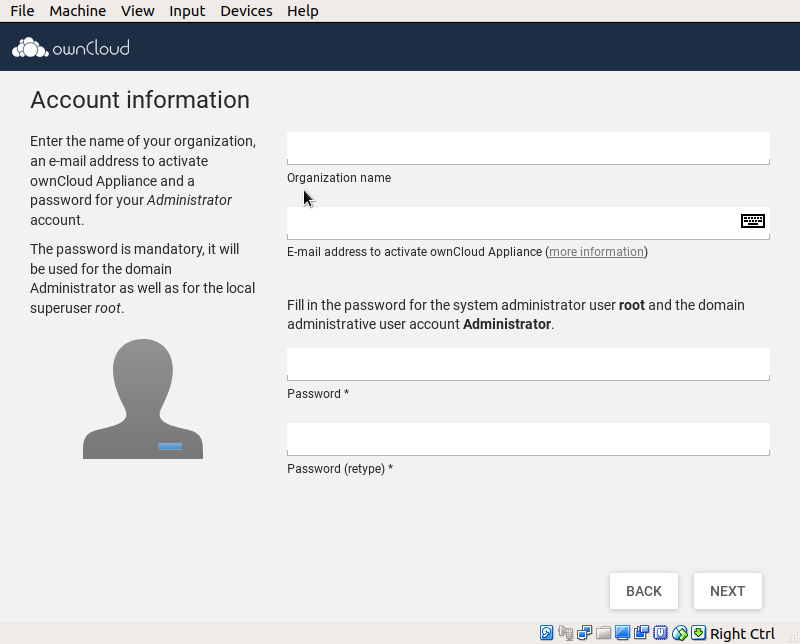 File Machine View Input Devices Help
ownCloud
Account information
Enter the name of your organization,
an e-mail address to activate
ownCloud Appliance and a
password for your Administrator
account.
The password is mandatory, it will
be used for the domain
Administrator as well as for the local
superuser root.
Organization name
E-mail address to activate ownCloud Appliance (more information)
Fill in the password for the system administrator user root and the domain
administrative user account Administrator.
Password *
Password (retype) *
BACK NEXT
Right Ctrl